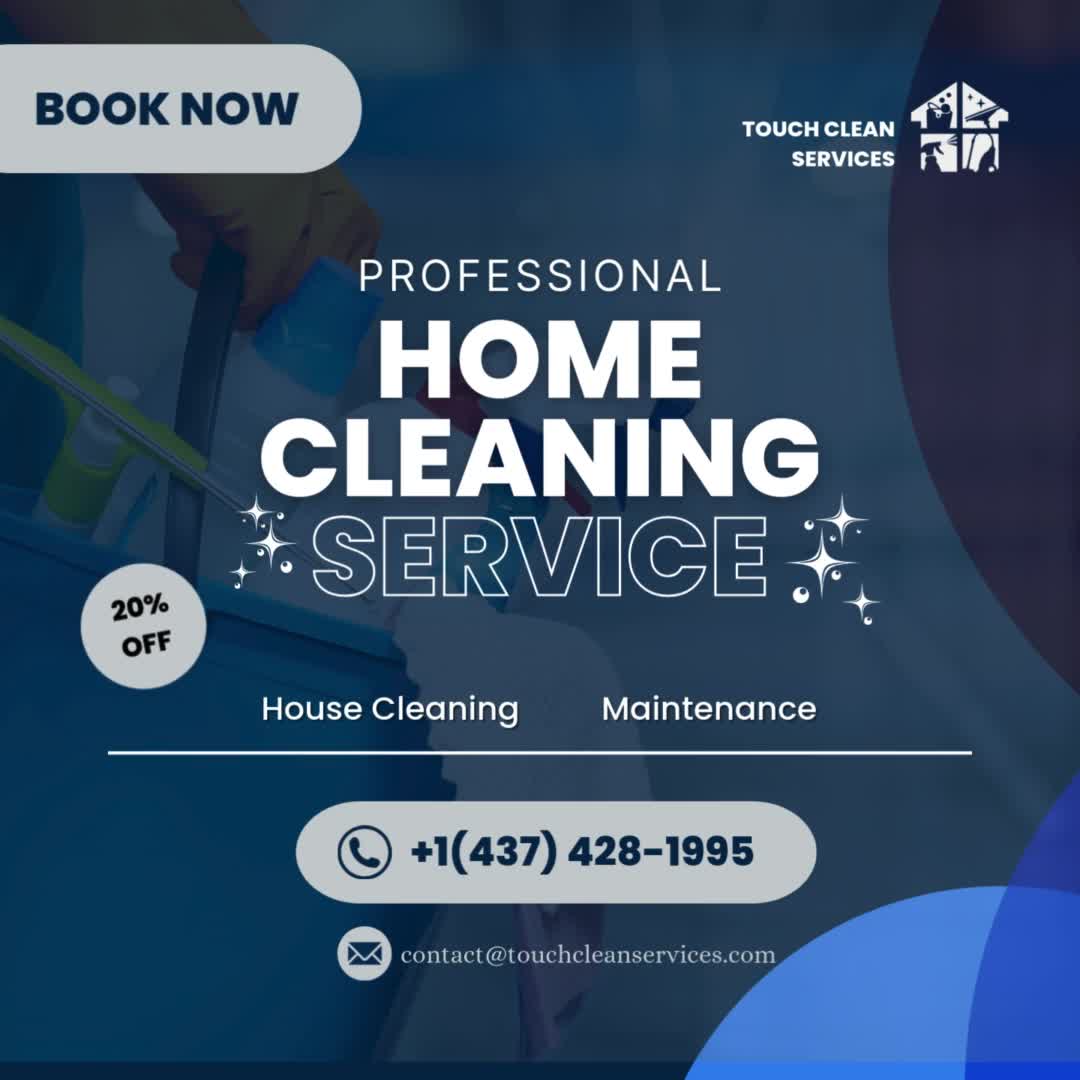 BOOK NOW
TOUCH CLEAN
SERVICES
PROFESSIONAL
HOME
CLEANING
SERVICE
20%
OFF
House Cleaning
Maintenance
+1(437) 428-1995
contact@touchcleanservices.com